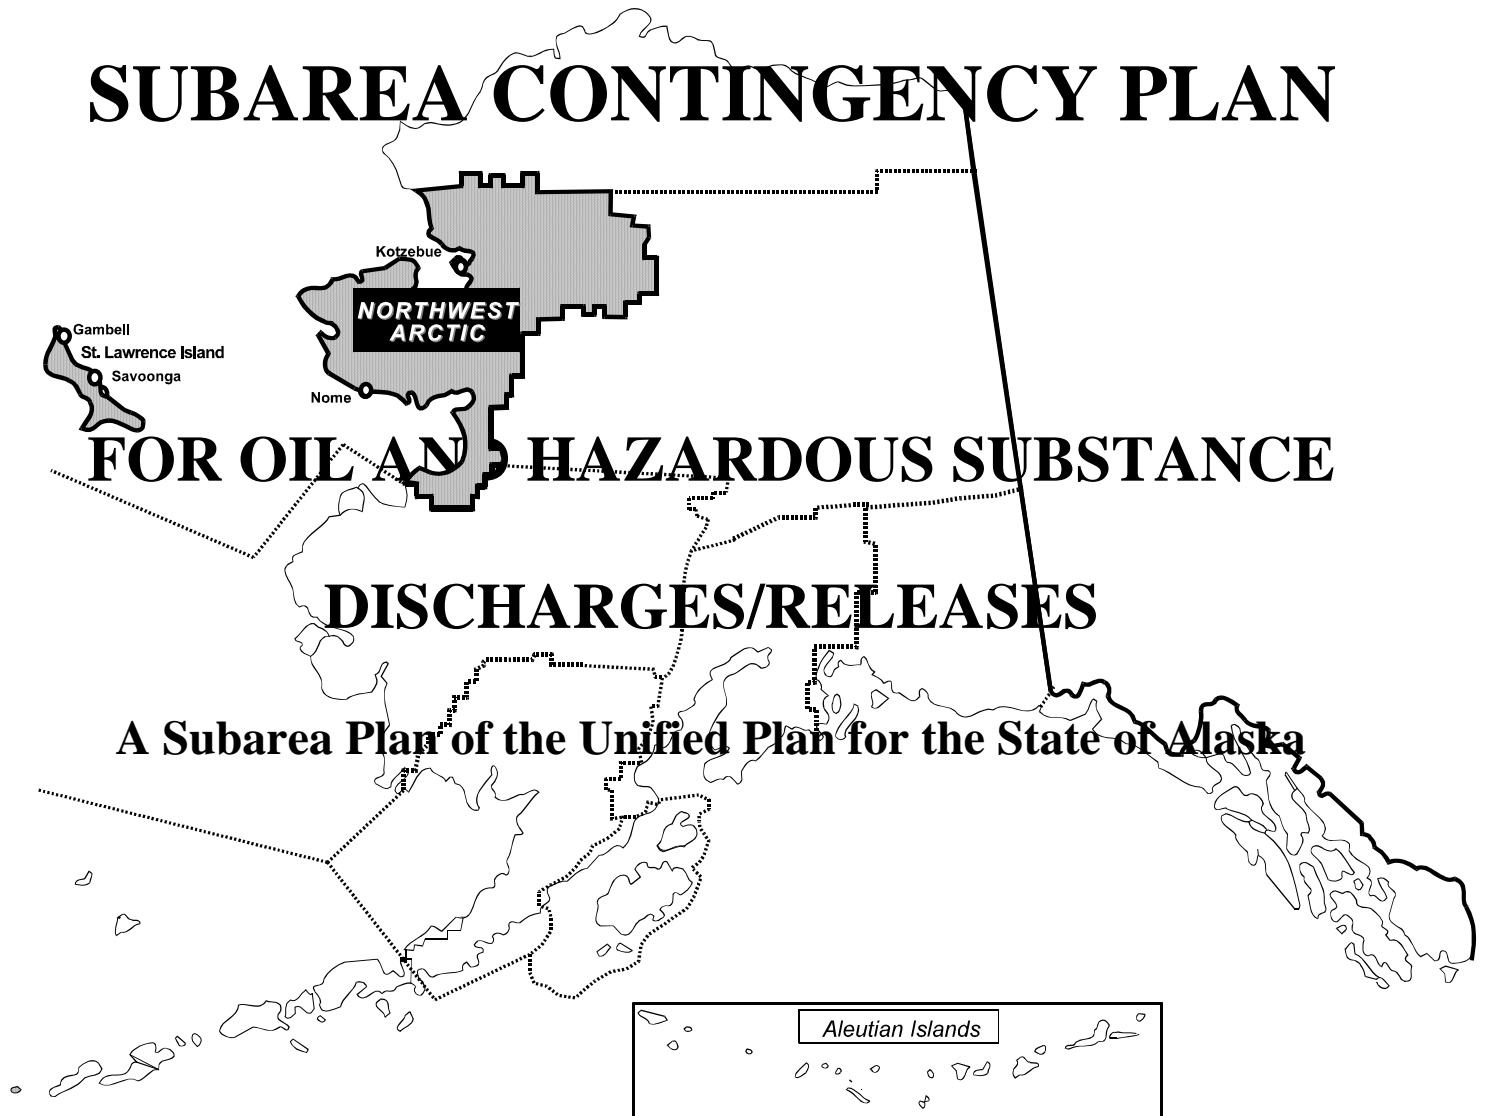 SUBAREA CONTINGENCY PLAN
Kotzebue
NORTHWEST
ARCTIC
Gambell
St. Lawrence Island
Savoonga
Nome
FOR OIL AND HAZARDOUS SUBSTANCE
DISCHARGES/RELEASES
A Subarea Plan of the Unified Plan for the State of Alaska
Aleutian Islands